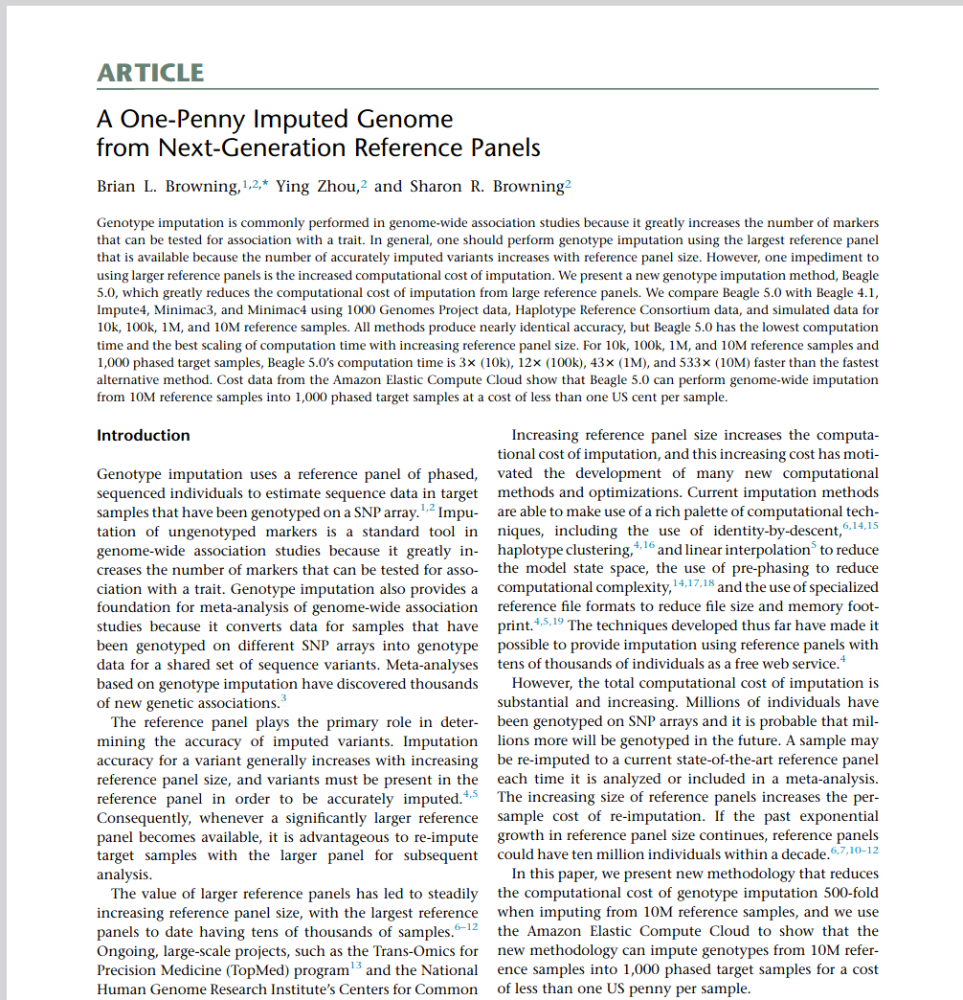 ARTICLE
A One-Penny Imputed Genome
from Next-Generation Reference Panels
Brian L. Browning,1,2,* Ying Zhou,2 and Sharon R. Browning2
Genotype imputation is commonly performed in genome-wide association studies because it greatly increases the number of markers
that can be tested for association with a trait. In general, one should perform genotype imputation using the largest reference panel
that is available because the number of accurately imputed variants increases with reference panel size. However, one impediment to
using larger reference panels is the increased computational cost of imputation. We present a new genotype imputation method, Beagle
5.0, which greatly reduces the computational cost of imputation from large reference panels. We compare Beagle 5.0 with Beagle 4.1,
Impute4, Minimac3, and Minimac4 using 1000 Genomes Project data, Haplotype Reference Consortium data, and simulated data for
10k, 100k, 1M, and 10M reference samples. All methods produce nearly identical accuracy, but Beagle 5.0 has the lowest computation
time and the best scaling of computation time with increasing reference panel size. For 10k, 100k, 1M, and 10M reference samples and
1,000 phased target samples, Beagle 5.0's computation time is 3× (10k), 12× (100k), 43× (1M), and 533× (10M) faster than the fastest
alternative method. Cost data from the Amazon Elastic Compute Cloud show that Beagle 5.0 can perform genome-wide imputation
from 10M reference samples into 1,000 phased target samples at a cost of less than one US cent per sample.
Introduction
Genotype imputation uses a reference panel of phased,
sequenced individuals to estimate sequence data in target
samples that have been genotyped on a SNP array.1,2 Impu-
tation of ungenotyped markers is a standard tool in
genome-wide association studies because it greatly in-
creases the number of markers that can be tested for asso-
ciation with a trait. Genotype imputation also provides a
foundation for meta-analysis of genome-wide association
studies because it converts data for samples that have
been genotyped on different SNP arrays into genotype
data for a shared set of sequence variants. Meta-analyses
based on genotype imputation have discovered thousands
of new genetic associations.3
The reference panel plays the primary role in deter-
mining the accuracy of imputed variants. Imputation
accuracy for a variant generally increases with increasing
reference panel size, and variants must be present in the
reference panel in order to be accurately imputed.4,5
Consequently, whenever a significantly larger reference
panel becomes available, it is advantageous to re-impute
target samples with the larger panel for subsequent
analysis.
The value of larger reference panels has led to steadily
increasing reference panel size, with the largest reference
panels to date having tens of thousands of samples.6–12
Ongoing, large-scale projects, such as the Trans-Omics for
Precision Medicine (TopMed) program13 and the National
Human Genome Research Institute's Centers for Common
Increasing reference panel size increases the computa-
tional cost of imputation, and this increasing cost has moti-
vated the development of many new computational
methods and optimizations. Current imputation methods
are able to make use of a rich palette of computational tech-
niques, including the use of identity-by-descent,6,14,15
haplotype clustering,4,16 and linear interpolation5 to reduce
the model state space, the use of pre-phasing to reduce
computational complexity,14,17,18 and the use of specialized
reference file formats to reduce file size and memory foot-
print.4,5,19 The techniques developed thus far have made it
possible to provide imputation using reference panels with
tens of thousands of individuals as a free web service.4
However, the total computational cost of imputation is
substantial and increasing. Millions of individuals have
been genotyped on SNP arrays and it is probable that mil-
lions more will be genotyped in the future. A sample may
be re-imputed to a current state-of-the-art reference panel
each time it is analyzed or included in a meta-analysis.
The increasing size of reference panels increases the per-
sample cost of re-imputation. If the past exponential
growth in reference panel size continues, reference panels
could have ten million individuals within a decade.6,7,10–12
In this paper, we present new methodology that reduces
the computational cost of genotype imputation 500-fold
when imputing from 10M reference samples, and we use
the Amazon Elastic Compute Cloud to show that the
new methodology can impute genotypes from 10M refer-
ence samples into 1,000 phased target samples for a cost
of less than one US penny per sample.